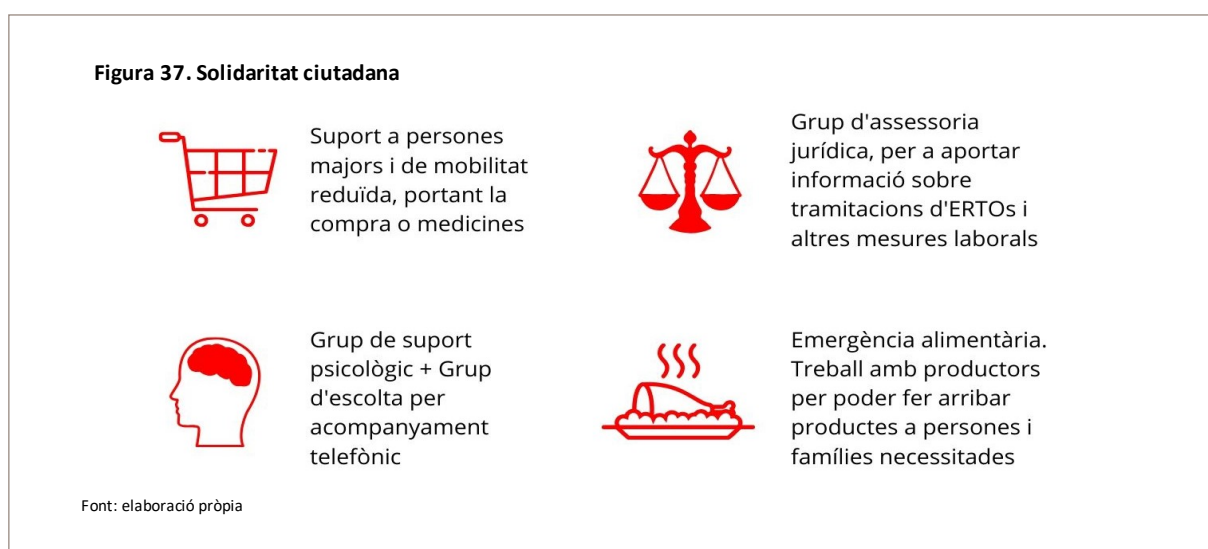 Figura 37. Solidaritat ciutadana
Suport a persones
majors i de mobilitat
reduïda, portant la
compra o medicines
Grup d'assessoria
jurídica, per a aportar
informació sobre
tramitacions d'ERTOs i
altres mesures laborals
Grup de suport
psicològic + Grup
d'escolta per
acompanyament
telefònic
Emergència alimentària.
Treball amb productors
per poder fer arribar
productes a persones i
famílies necessitades
Font: elaboració pròpia